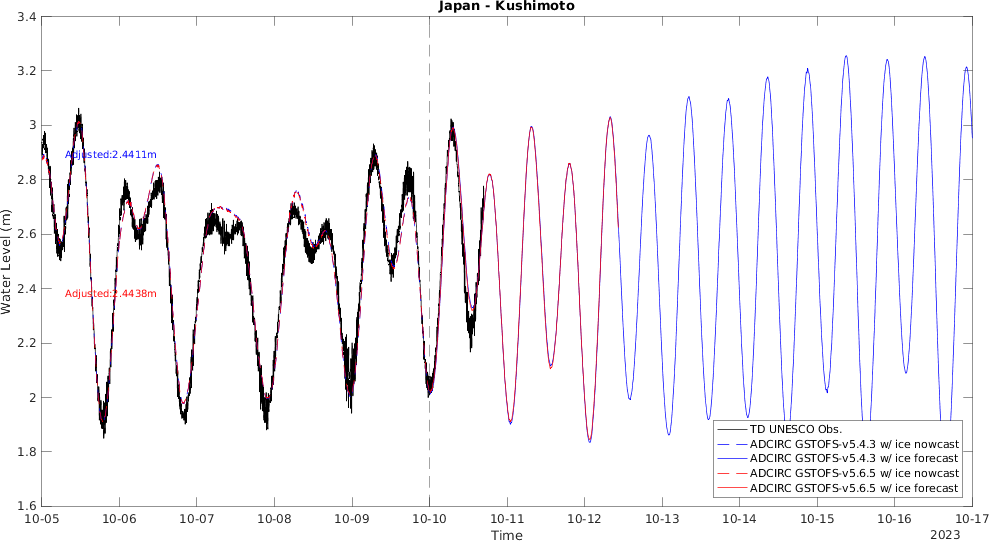 Japan - Kushimoto
3.4
3.2
3
2.8
2.6
2.4
2.2
2
1.8
1.6
Water Level (m)
Adjusted:2.4411m
Adjusted:2.4438m
TD UNESCO Obs.
ADCIRC GSTOFS-v5.4.3 w/ ice nowcast
ADCIRC GSTOFS-v5.4.3 w/ ice forecast
ADCIRC GSTOFS-v5.6.5 w/ ice nowcast
ADCIRC GSTOFS-v5.6.5 w/ ice forecast
10-05 10-06 10-07 10-08 10-09 10-10 10-11 10-12 10-13 10-14 10-15 10-16 10-17
Time
2023